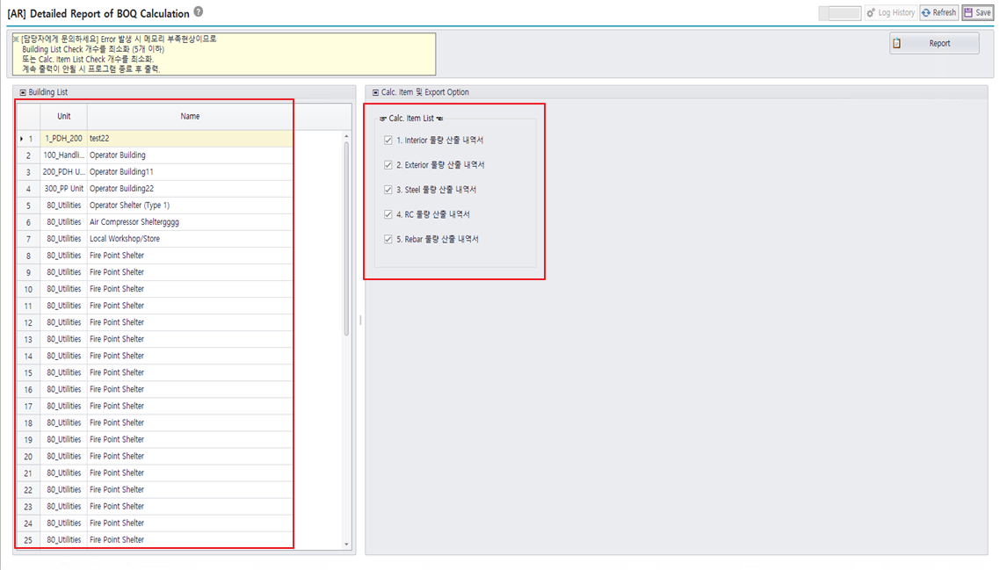 [AR] Detailed Report of BOQ Calculation ?
Log History Refresh Save
※ [담당자에게 문의하세요] Error 발생 시 메모리 부족현상이므로
Building List Check 개수를 최소화 (5개 이하)
또는 Calc. Item List Check 개수를 최소화.
계속 출력이 안될 시 프로그램 종료 후 출력.
Report
Building List
Unit Name
1 1_PDH_200 test22
2 100_Handli... Operator Building
3 200_PDH U... Operator Building11
4 300_PP Unit Operator Building22
5 80_Utilities Operator Shelter (Type 1)
6 80_Utilities Air Compressor Sheltergggg
7 80_Utilities Local Workshop/Store
8 80_Utilities Fire Point Shelter
9 80_Utilities Fire Point Shelter
10 80_Utilities Fire Point Shelter
11 80_Utilities Fire Point Shelter
12 80_Utilities Fire Point Shelter
13 80_Utilities Fire Point Shelter
14 80_Utilities Fire Point Shelter
15 80_Utilities Fire Point Shelter
16 80_Utilities Fire Point Shelter
17 80_Utilities Fire Point Shelter
18 80_Utilities Fire Point Shelter
19 80_Utilities Fire Point Shelter
20 80_Utilities Fire Point Shelter
21 80_Utilities Fire Point Shelter
22 80_Utilities Fire Point Shelter
23 80_Utilities Fire Point Shelter
24 80_Utilities Fire Point Shelter
25 80_Utilities Fire Point Shelter
Calc. Item 및 Export Option
☞ Calc. Item List ☜
1. Interior 물량 산출 내역서
2. Exterior 물량 산출 내역서
3. Steel 물량 산출 내역서
4. RC 물량 산출 내역서
5. Rebar 물량 산출 내역서